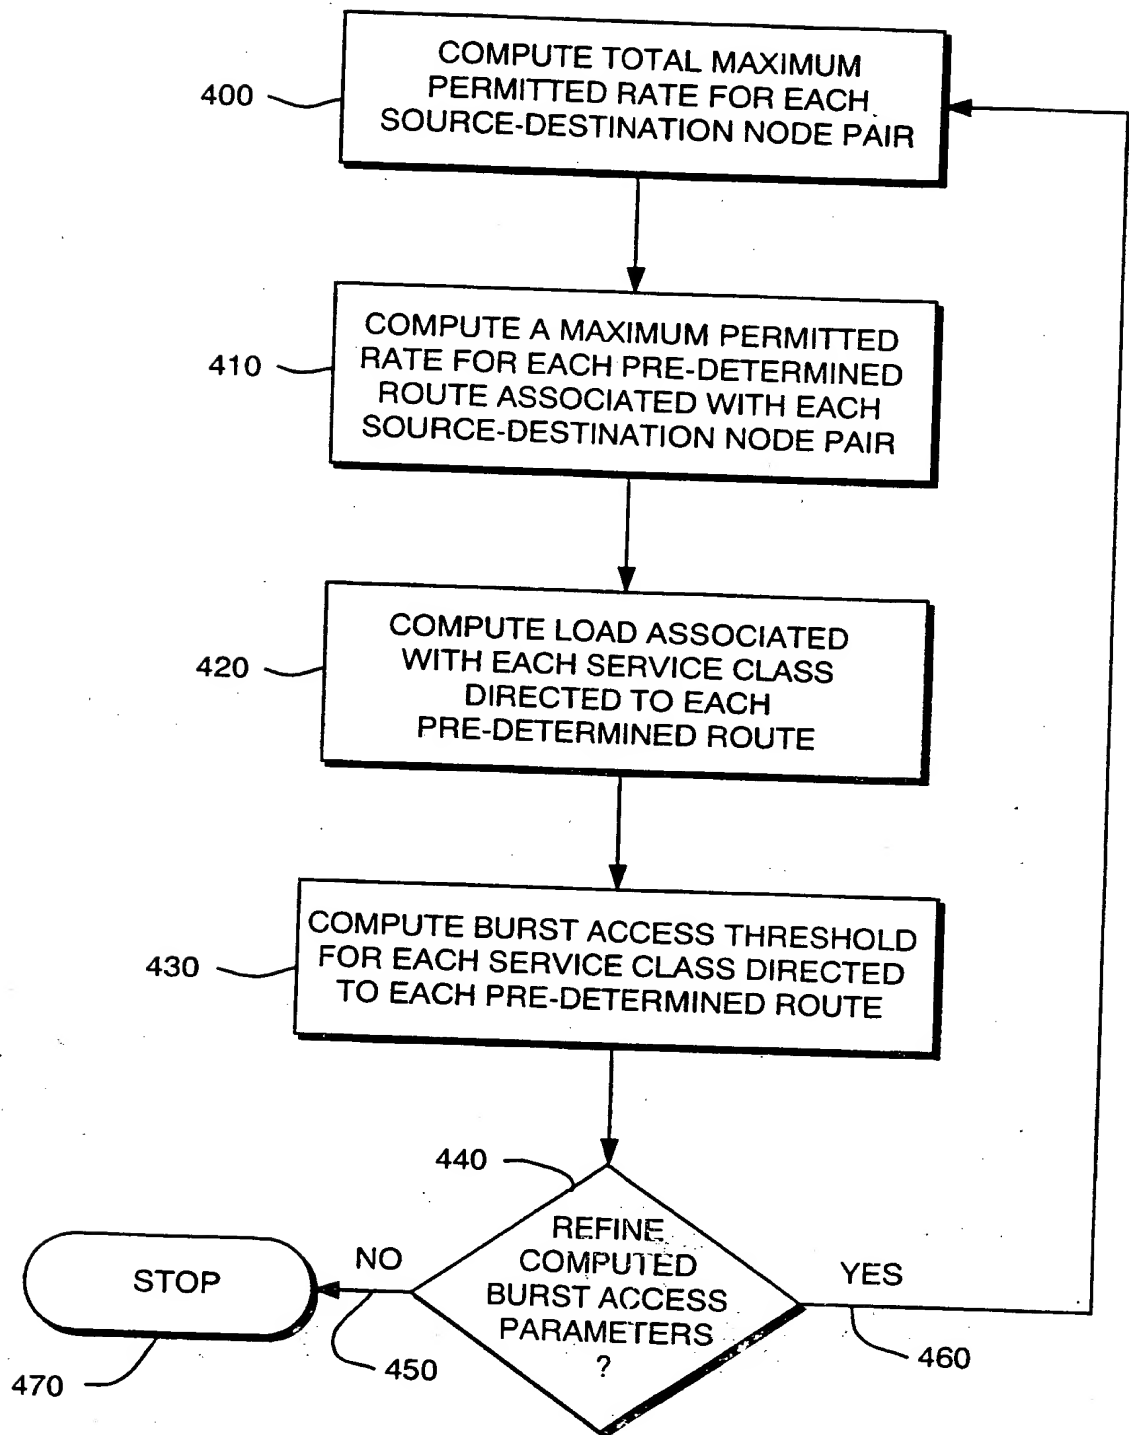 COMPUTE TOTAL MAXIMUM
PERMITTED RATE FOR EACH
SOURCE-DESTINATION NODE PAIR
400
COMPUTE A MAXIMUM PERMITTED
RATE FOR EACH PRE-DETERMINED
ROUTE ASSOCIATED WITH EACH
SOURCE-DESTINATION NODE PAIR
410
COMPUTE LOAD ASSOCIATED
WITH EACH SERVICE CLASS
DIRECTED TO EACH
PRE-DETERMINED ROUTE
420
COMPUTE BURST ACCESS THRESHOLD
FOR EACH SERVICE CLASS DIRECTED
TO EACH PRE-DETERMINED ROUTE
430
440
REFINE
COMPUTED
BURST ACCESS
PARAMETERS
?
NO
YES
STOP
450
460
470